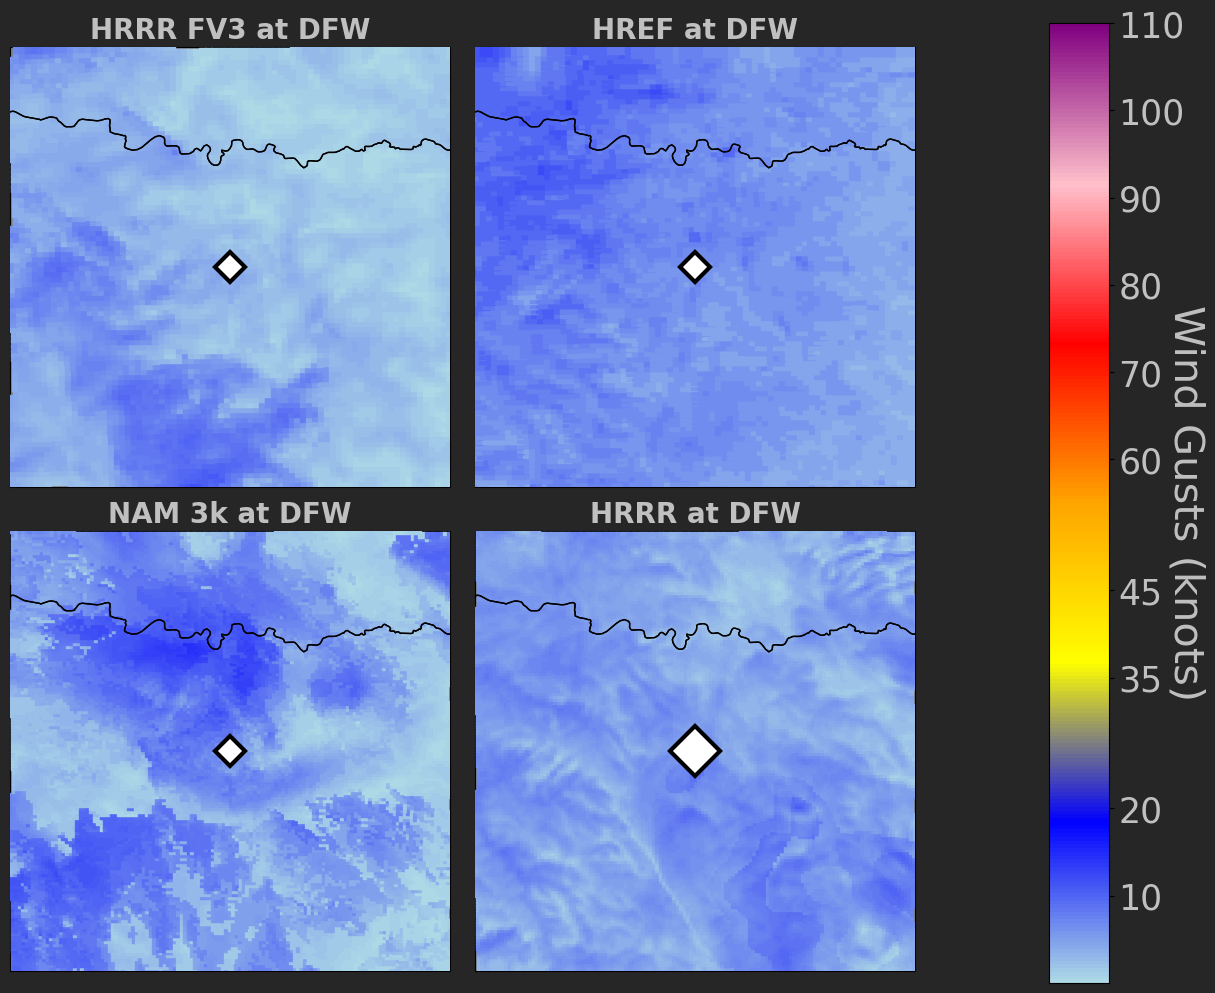 HRRR FV3 at DFW
HREF at DFW
NAM 3k at DFW
HRRR at DFW
110
100
90
80
70
60
45
35
20
10
Wind Gusts (knots)